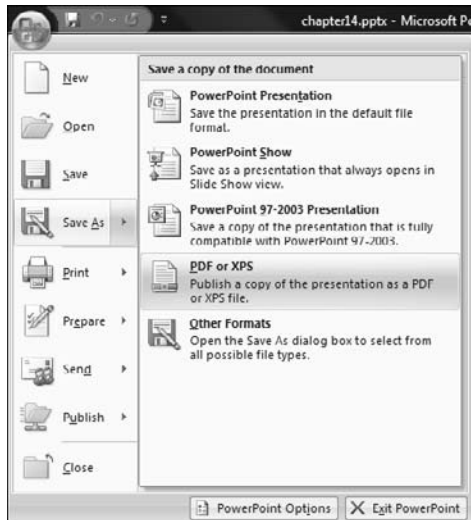 chapter14.pptx - Microsoft Po
New
Open
Save
Save As
Print
Prepare
Send
Publish
Close
Save a copy of the document
PowerPoint Presentation
Save the presentation in the default file
format.
PowerPoint Show
Save as a presentation that always opens in
Slide Show view.
PowerPoint 97-2003 Presentation
Save a copy of the presentation that is fully
compatible with PowerPoint 97-2003.
PDF or XPS
Publish a copy of the presentation as a PDF
or XPS file.
Other Formats
Open the Save As dialog box to select from
all possible file types.
PowerPoint Options
Exit PowerPoint